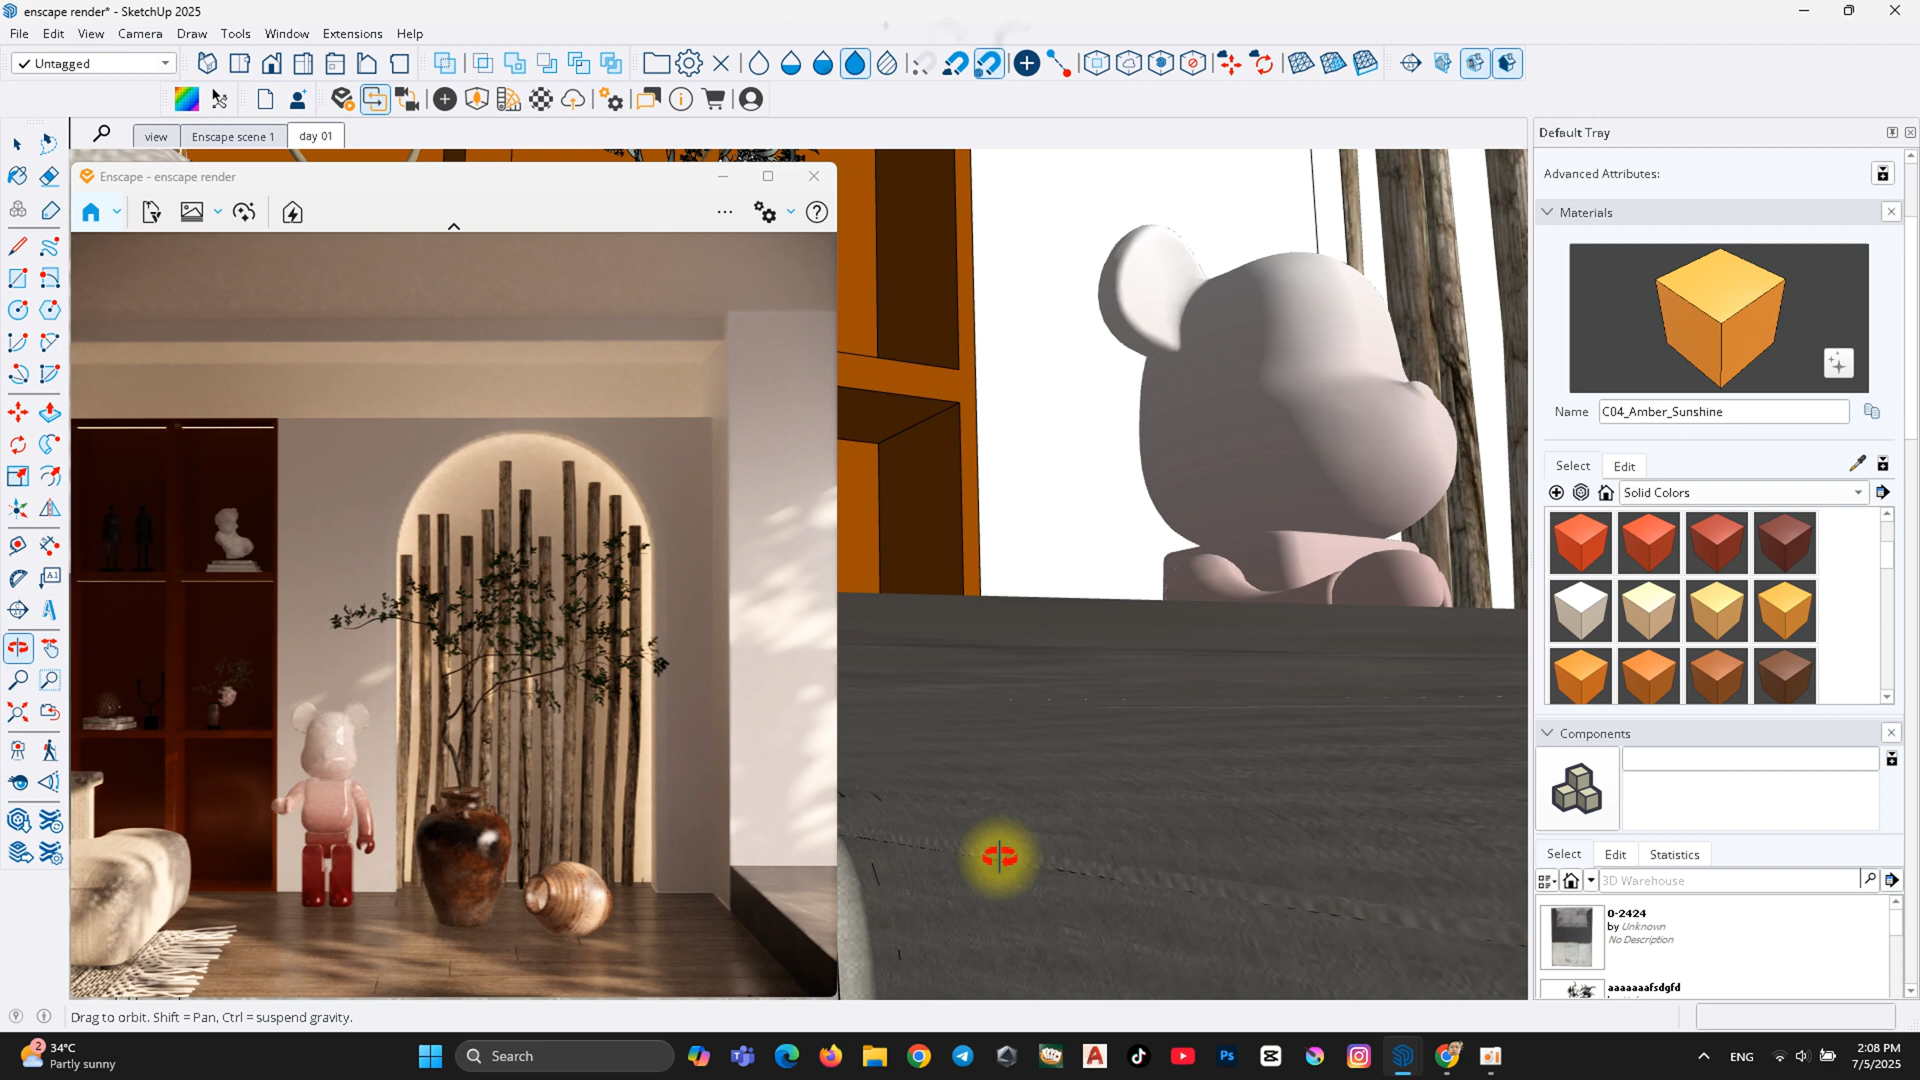 enscape render* - SketchUp 2025
File Edit View Camera Draw Tools Window Extensions Help
Untagged
view Enscape scene 1 day 01
Default Tray
Enscape - enscape render
Advanced Attributes:
Materials
Name C04_Amber_Sunshine
Select Edit
Solid Colors
Components
Select Edit Statistics
3D Warehouse
0-2424
by Unknown
No Description
aaaaaaafsdgfd
Drag to orbit. Shift = Pan, Ctrl = suspend gravity.
2
34°C
Partly sunny
Search
ENG
2:08 PM
7/5/2025